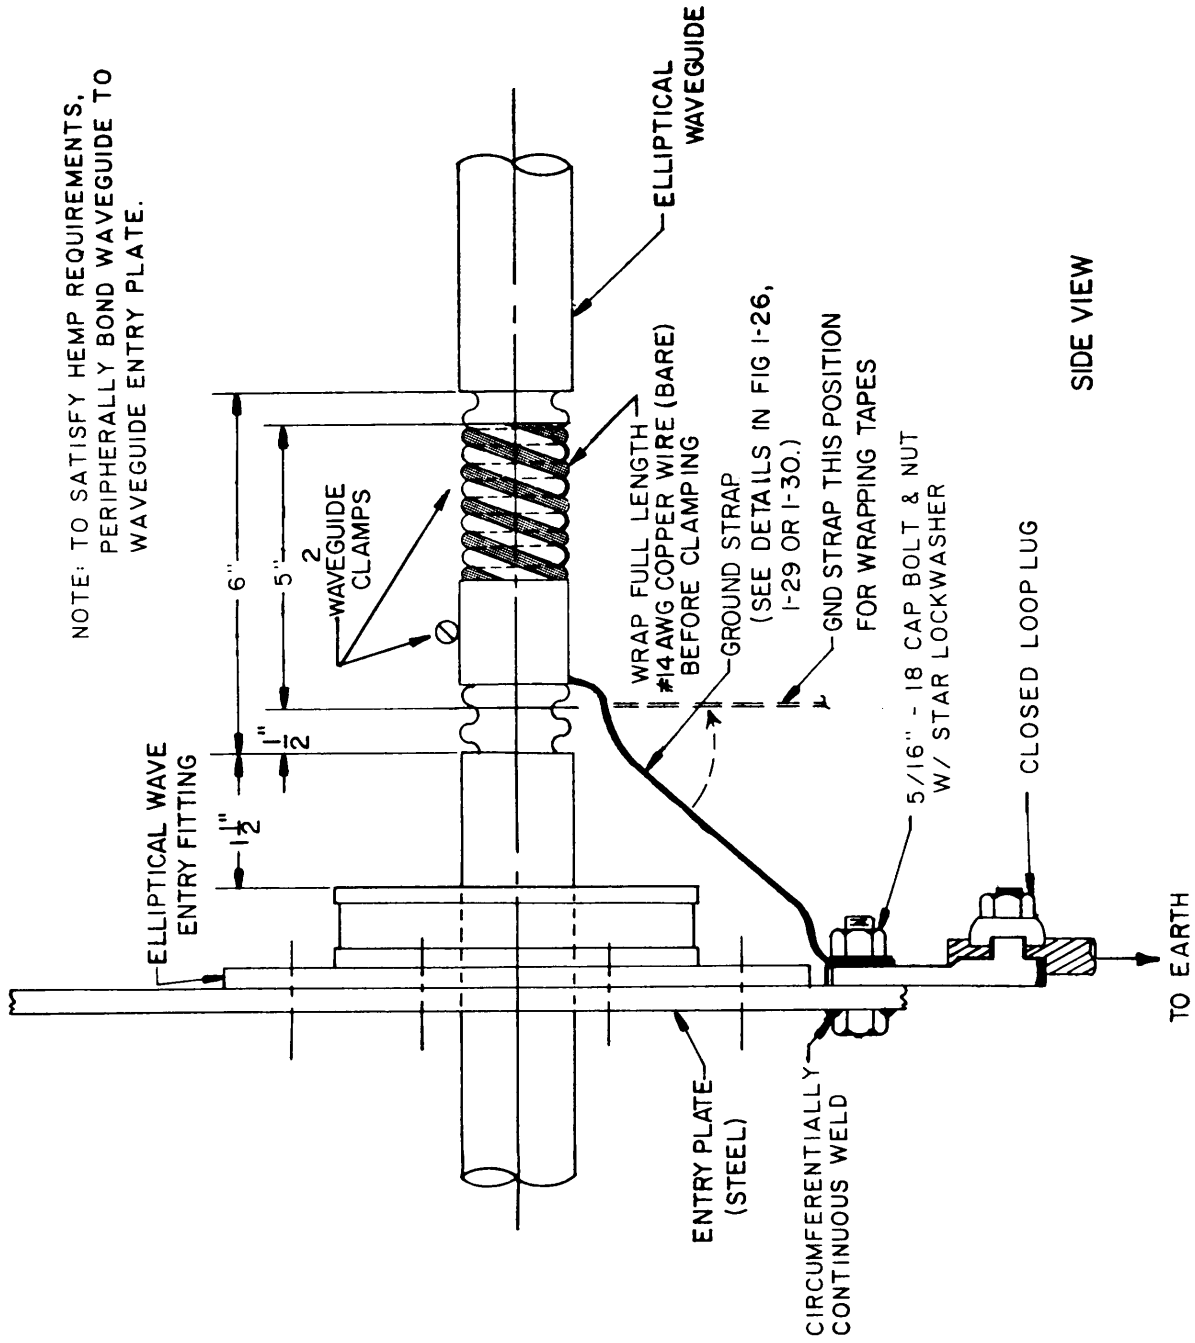 NOTE: TO SATISFY HEMP REQUIREMENTS,
PERIPHERALLY BOND WAVEGUIDE TO
WAVEGUIDE ENTRY PLATE.
ELLIPTICAL WAVE
ENTRY FITTING
1 1/2"
6"
1 1/2"
5"
2
WAVEGUIDE
CLAMPS
ELLIPTICAL
WAVEGUIDE
WRAP FULL LENGTH
#14 AWG COPPER WIRE (BARE)
BEFORE CLAMPING
GROUND STRAP
(SEE DETAILS IN FIG 1-26,
1-29 OR 1-30.)
GND STRAP THIS POSITION
FOR WRAPPING TAPES
5/16" - 18 CAP BOLT & NUT
W/ STAR LOCKWASHER
CLOSED LOOP LUG
ENTRY PLATE
(STEEL)
CIRCUMFERENTIALLY
CONTINUOUS WELD
TO EARTH
SIDE VIEW